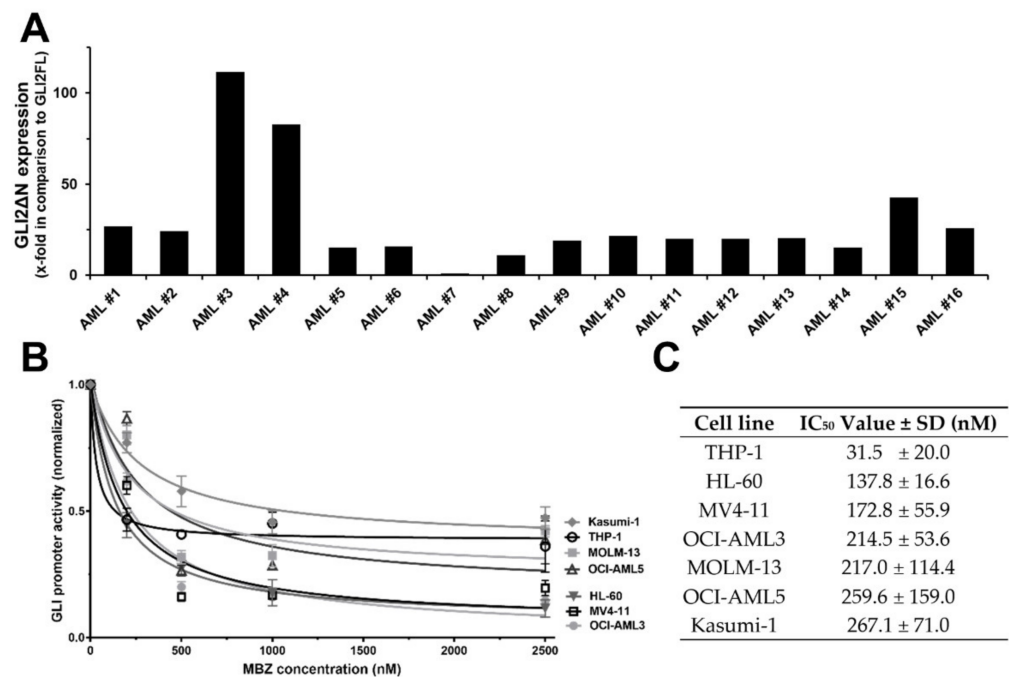 A
GLI2ΔN expression
(x-fold in comparison to GLI2FL)
100
50
0
AML #1
AML #2
AML #3
AML #4
AML #5
AML #6
AML #7
AML #8
AML #9
AML #10
AML #11
AML #12
AML #13
AML #14
AML #15
AML #16
B
GLI promoter activity (normalized)
1.0
0.5
0.0
0
500
1000
1500
2000
2500
MBZ concentration (nM)
Kasumi-1
THP-1
MOLM-13
OCI-AML5
HL-60
MV4-11
OCI-AML3
C
Cell line IC₅₀ Value ± SD (nM)
THP-1 31.5 ± 20.0
HL-60 137.8 ± 16.6
MV4-11 172.8 ± 55.9
OCI-AML3 214.5 ± 53.6
MOLM-13 217.0 ± 114.4
OCI-AML5 259.6 ± 159.0
Kasumi-1 267.1 ± 71.0